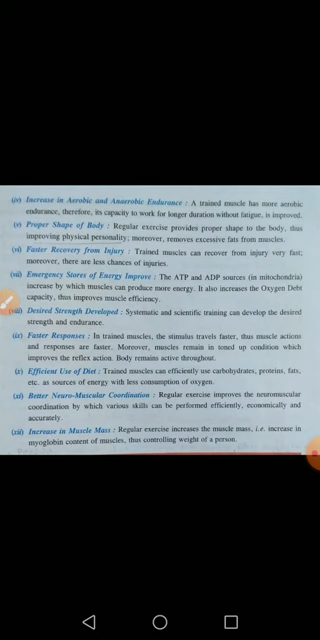 (iv) Increase in Aerobic and Anaerobic Endurance : A trained muscle has more aerobic
endurance, therefore, its capacity to work for longer duration without fatigue, is improved.
(v) Proper Shape of Body : Regular exercise provides proper shape to the body, thus
improving physical personality; moreover, removes excessive fats from muscles.
(vi) Faster Recovery from Injury : Trained muscles can recover from injury very fast;
moreover, there are less chances of injuries.
(vii) Emergency Stores of Energy Improve : The ATP and ADP sources (in mitochondria)
increase by which muscles can produce more energy. It also increases the Oxygen Debt
capacity, thus improves muscle efficiency.
(viii) Desired Strength Developed : Systematic and scientific training can develop the desired
strength and endurance.
(ix) Faster Responses : In trained muscles, the stimulus travels faster, thus muscle actions
and responses are faster. Moreover, muscles remain in toned up condition which
improves the reflex action. Body remains active throughout.
(x) Efficient Use of Diet : Trained muscles can efficiently use carbohydrates, proteins, fats,
etc. as sources of energy with less consumption of oxygen.
(xi) Better Neuro-Muscular Coordination : Regular exercise improves the neuromuscular
coordination by which various skills can be performed efficiently, economically and
accurately.
(xii) Increase in Muscle Mass : Regular exercise increases the muscle mass, i.e. increase in
myoglobin content of muscles, thus controlling weight of a person.